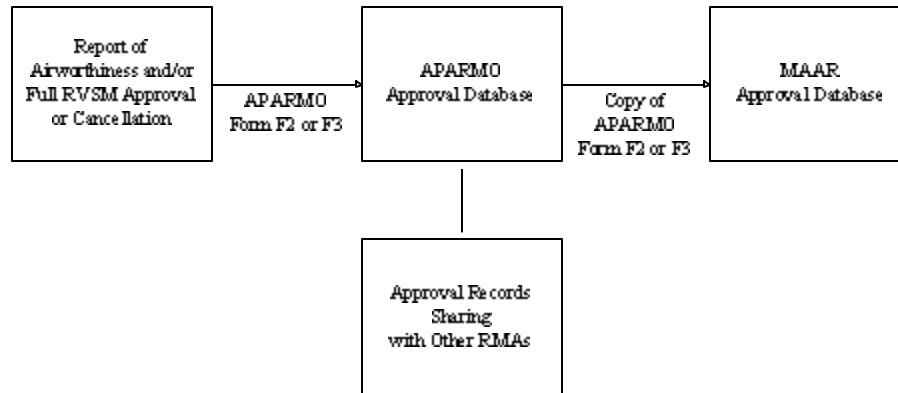 Report of
Airworthiness and/or
Full RVSM Approval
or Cancellation
APARMO
Form F2 or F3
APARMO
Approval Database
Copy of
APARMO
Form F2 or F3
MAAR
Approval Database
Approval Records
Sharing
with Other RMAs